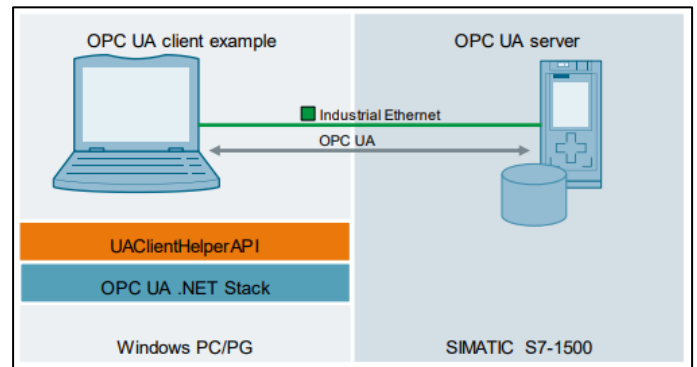 OPC UA client example
OPC UA server
Industrial Ethernet
OPC UA
UAClientHelperAPI
OPC UA .NET Stack
Windows PC/PG
SIMATIC S7-1500